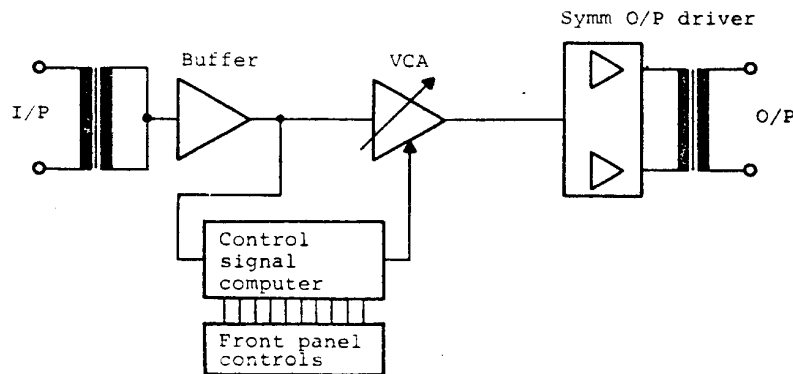 Symm O/P driver
Buffer
VCA
I/P
O/P
Control
signal
computer
Front panel
controls